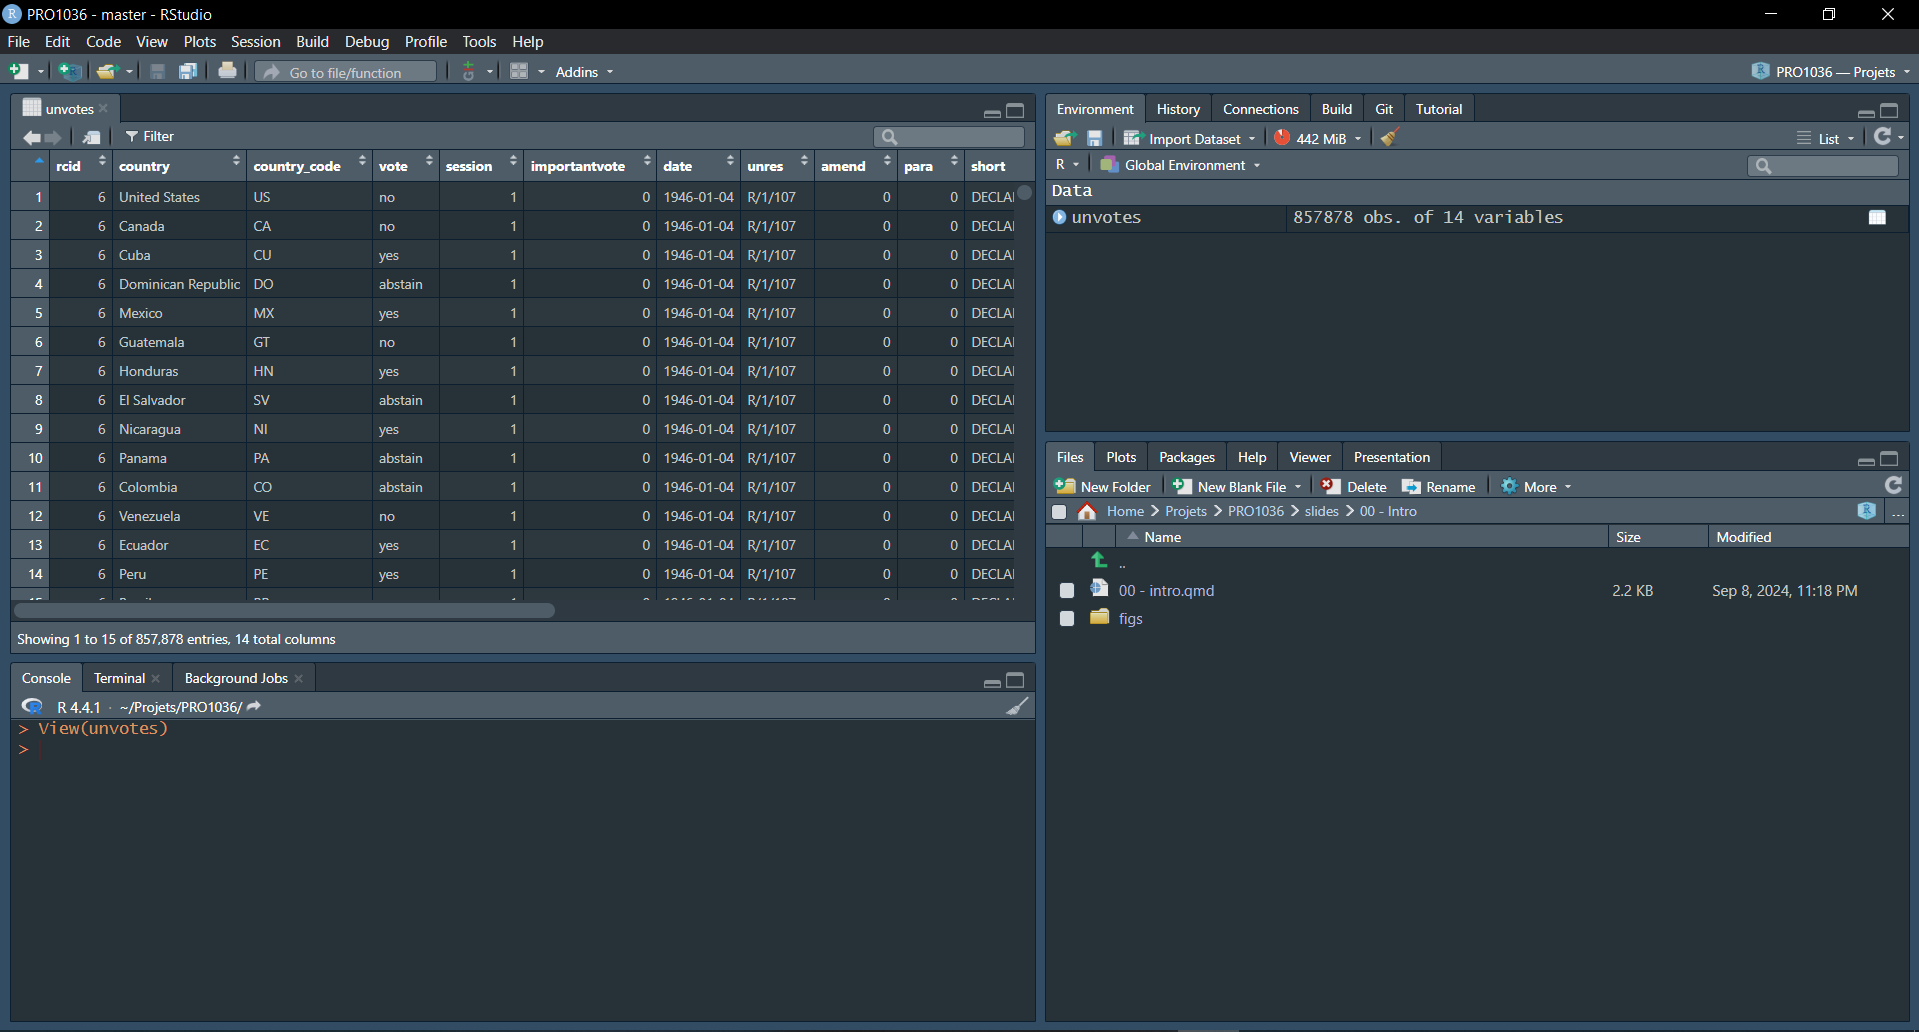 PRO1036 - master - RStudio
File Edit Code View Plots Session Build Debug Profile Tools Help
Go to file/function Addins PRO1036 — Projets
unvotes
Filter
rcid country country_code vote session importantvote date unres amend para short
1 6 United States US no 1 0 1946-01-04 R/1/107 0 0 DECLA
2 6 Canada CA no 1 0 1946-01-04 R/1/107 0 0 DECLA
3 6 Cuba CU yes 1 0 1946-01-04 R/1/107 0 0 DECLA
4 6 Dominican Republic DO abstain 1 0 1946-01-04 R/1/107 0 0 DECLA
5 6 Mexico MX yes 1 0 1946-01-04 R/1/107 0 0 DECLA
6 6 Guatemala GT no 1 0 1946-01-04 R/1/107 0 0 DECLA
7 6 Honduras HN yes 1 0 1946-01-04 R/1/107 0 0 DECLA
8 6 El Salvador SV abstain 1 0 1946-01-04 R/1/107 0 0 DECLA
9 6 Nicaragua NI yes 1 0 1946-01-04 R/1/107 0 0 DECLA
10 6 Panama PA abstain 1 0 1946-01-04 R/1/107 0 0 DECLA
11 6 Colombia CO abstain 1 0 1946-01-04 R/1/107 0 0 DECLA
12 6 Venezuela VE no 1 0 1946-01-04 R/1/107 0 0 DECLA
13 6 Ecuador EC yes 1 0 1946-01-04 R/1/107 0 0 DECLA
14 6 Peru PE yes 1 0 1946-01-04 R/1/107 0 0 DECLA
Showing 1 to 15 of 857,878 entries, 14 total columns
Console Terminal Background Jobs
R 4.4.1 · ~/Projets/PRO1036/
> View(unvotes)
>
Environment History Connections Build Git Tutorial
Import Dataset 442 MiB List
R Global Environment
Data
unvotes 857878 obs. of 14 variables
Files Plots Packages Help Viewer Presentation
New Folder New Blank File Delete Rename More
Home > Projets > PRO1036 > slides > 00 - Intro ...
Name Size Modified
..
00 - intro.qmd 2.2 KB Sep 8, 2024, 11:18 PM
figs